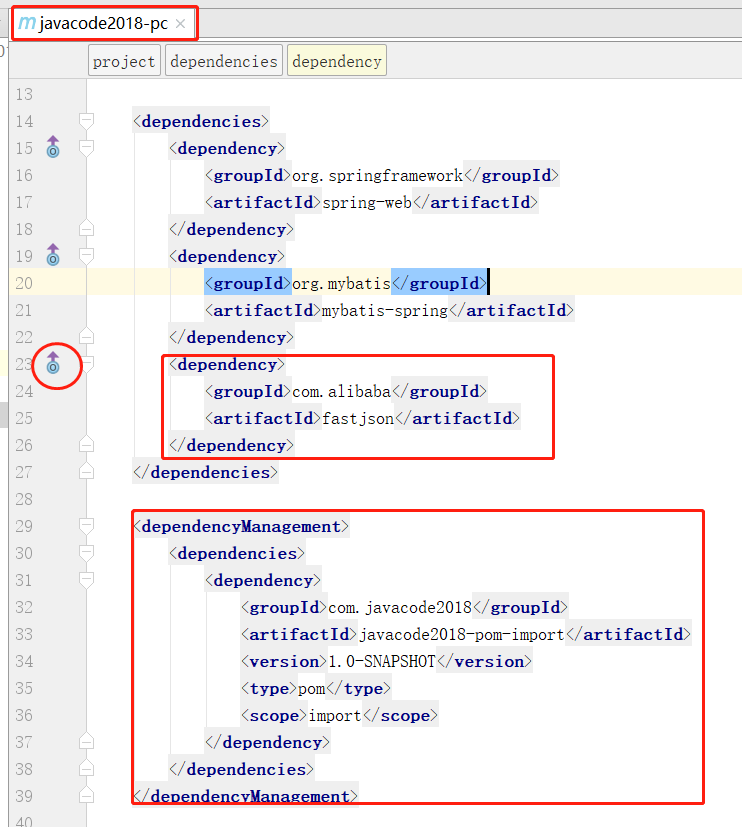 m javacode2018-pc ×
project dependencies dependency
13
14 <dependencies>
15 <dependency>
16 <groupId>org.springframework</groupId>
17 <artifactId>spring-web</artifactId>
18 </dependency>
19 <dependency>
20 <groupId>org.mybatis</groupId>
21 <artifactId>mybatis-spring</artifactId>
22 </dependency>
23 <dependency>
24 <groupId>com.alibaba</groupId>
25 <artifactId>fastjson</artifactId>
26 </dependency>
27 </dependencies>
28
29 <dependencyManagement>
30 <dependencies>
31 <dependency>
32 <groupId>com.javacode2018</groupId>
33 <artifactId>javacode2018-pom-import</artifactId>
34 <version>1.0-SNAPSHOT</version>
35 <type>pom</type>
36 <scope>import</scope>
37 </dependency>
38 </dependencies>
39 </dependencyManagement>
40